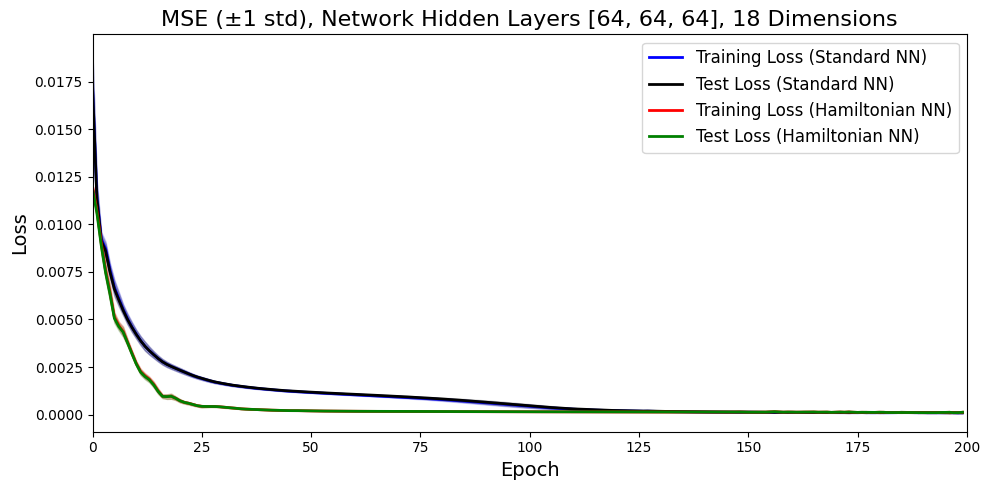 MSE (±1 std), Network Hidden Layers [64, 64, 64], 18 Dimensions
Training Loss (Standard NN)
Test Loss (Standard NN)
Training Loss (Hamiltonian NN)
Test Loss (Hamiltonian NN)
Loss
0.0175
0.0150
0.0125
0.0100
0.0075
0.0050
0.0025
0.0000
0 25 50 75 100 125 150 175 200
Epoch